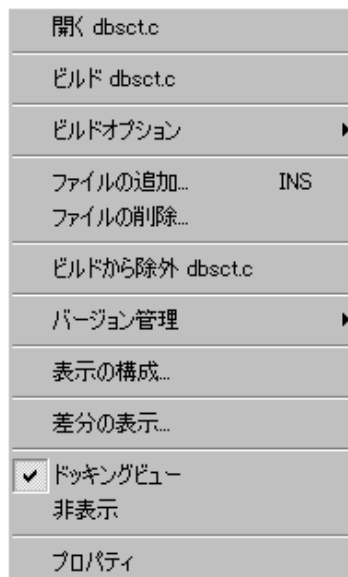 開く dbsct.c
ビルド dbsct.c
ビルドオプション
ファイルの追加... INS
ファイルの削除...
ビルドから除外 dbsct.c
バージョン管理
表示の構成...
差分の表示...
ドッキングビュー
非表示
プロパティ